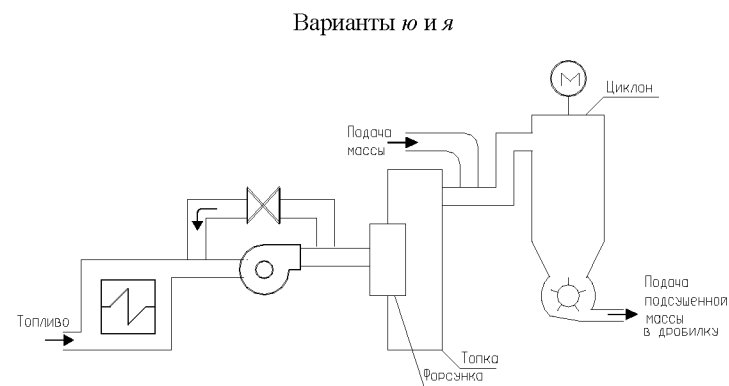 Варианты ю и я
Циклон
Подача
массы
Подача
подсушенной
массы
в дробилку
Топливо
Топка
Форсунка
M